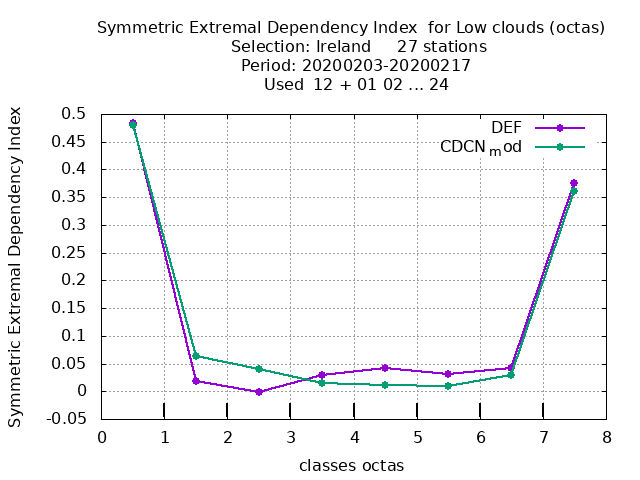 Symmetric Extremal Dependency Index  for Low clouds (octas)
Selection: Ireland     27 stations
Period: 20200203-20200217
Used  12 + 01 02 ... 24
Symmetric Extremal Dependency Index
0.5
0.45
0.4
0.35
0.3
0.25
0.2
0.15
0.1
0.05
0
-0.05
DEF
CDCNmod
0 1 2 3 4 5 6 7 8
classes octas